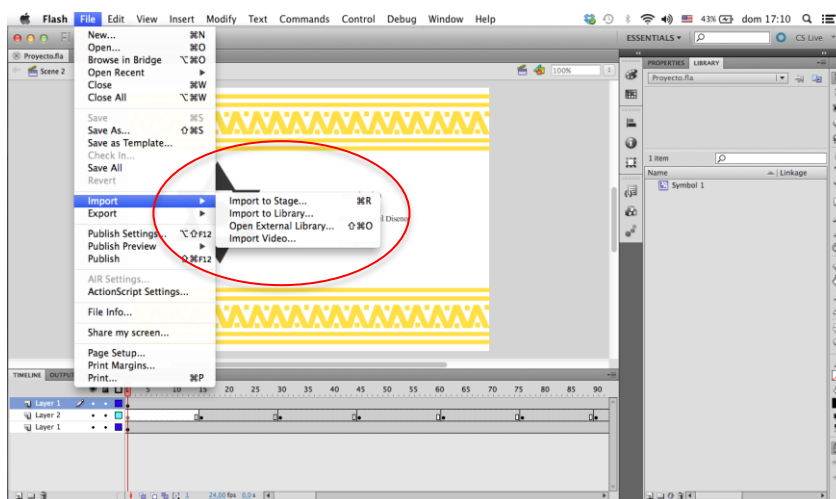 Flash File Edit View Insert Modify Text Commands Control Debug Window Help 43% dom 17:10
ESSENTIALS CS Live
Proyecto.fla
Scene 2
100%
New... ⌘N
Open... ⌘O
Browse in Bridge ⌥⌘O
Open Recent
Close ⌘W
Close All ⌥⌘W
Save ⌘S
Save As... ⇧⌘S
Save as Template...
Check In...
Save All
Revert
Import
Export
Publish Settings... ⌥⇧F12
Publish Preview
Publish ⇧⌘F12
AIR Settings...
ActionScript Settings...
File Info...
Share my screen...
Page Setup...
Print Margins...
Print... ⌘P
Import to Stage... ⌘R
Import to Library...
Open External Library... ⇧⌘O
Import Video...
PROPERTIES LIBRARY
Proyecto.fla
1 item
Name Linkage
Symbol 1
TIMELINE
5 10 15 20 25 30 35 40 45 50 55 60 65 70 75 80 85 90
Layer 1
Layer 2
Layer 1
1 24,00 fps 0,0 s